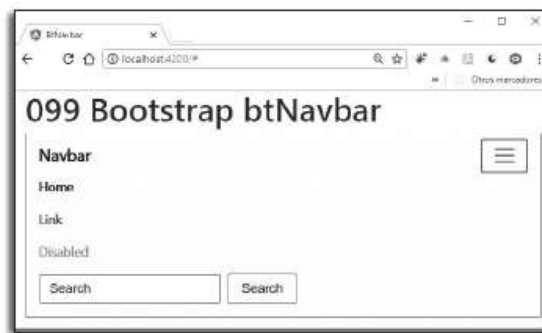 BtNavbar
localhost:4200/#
Otros marcadores
099 Bootstrap btNavbar
Navbar
Home
Link
Disabled
Search Search